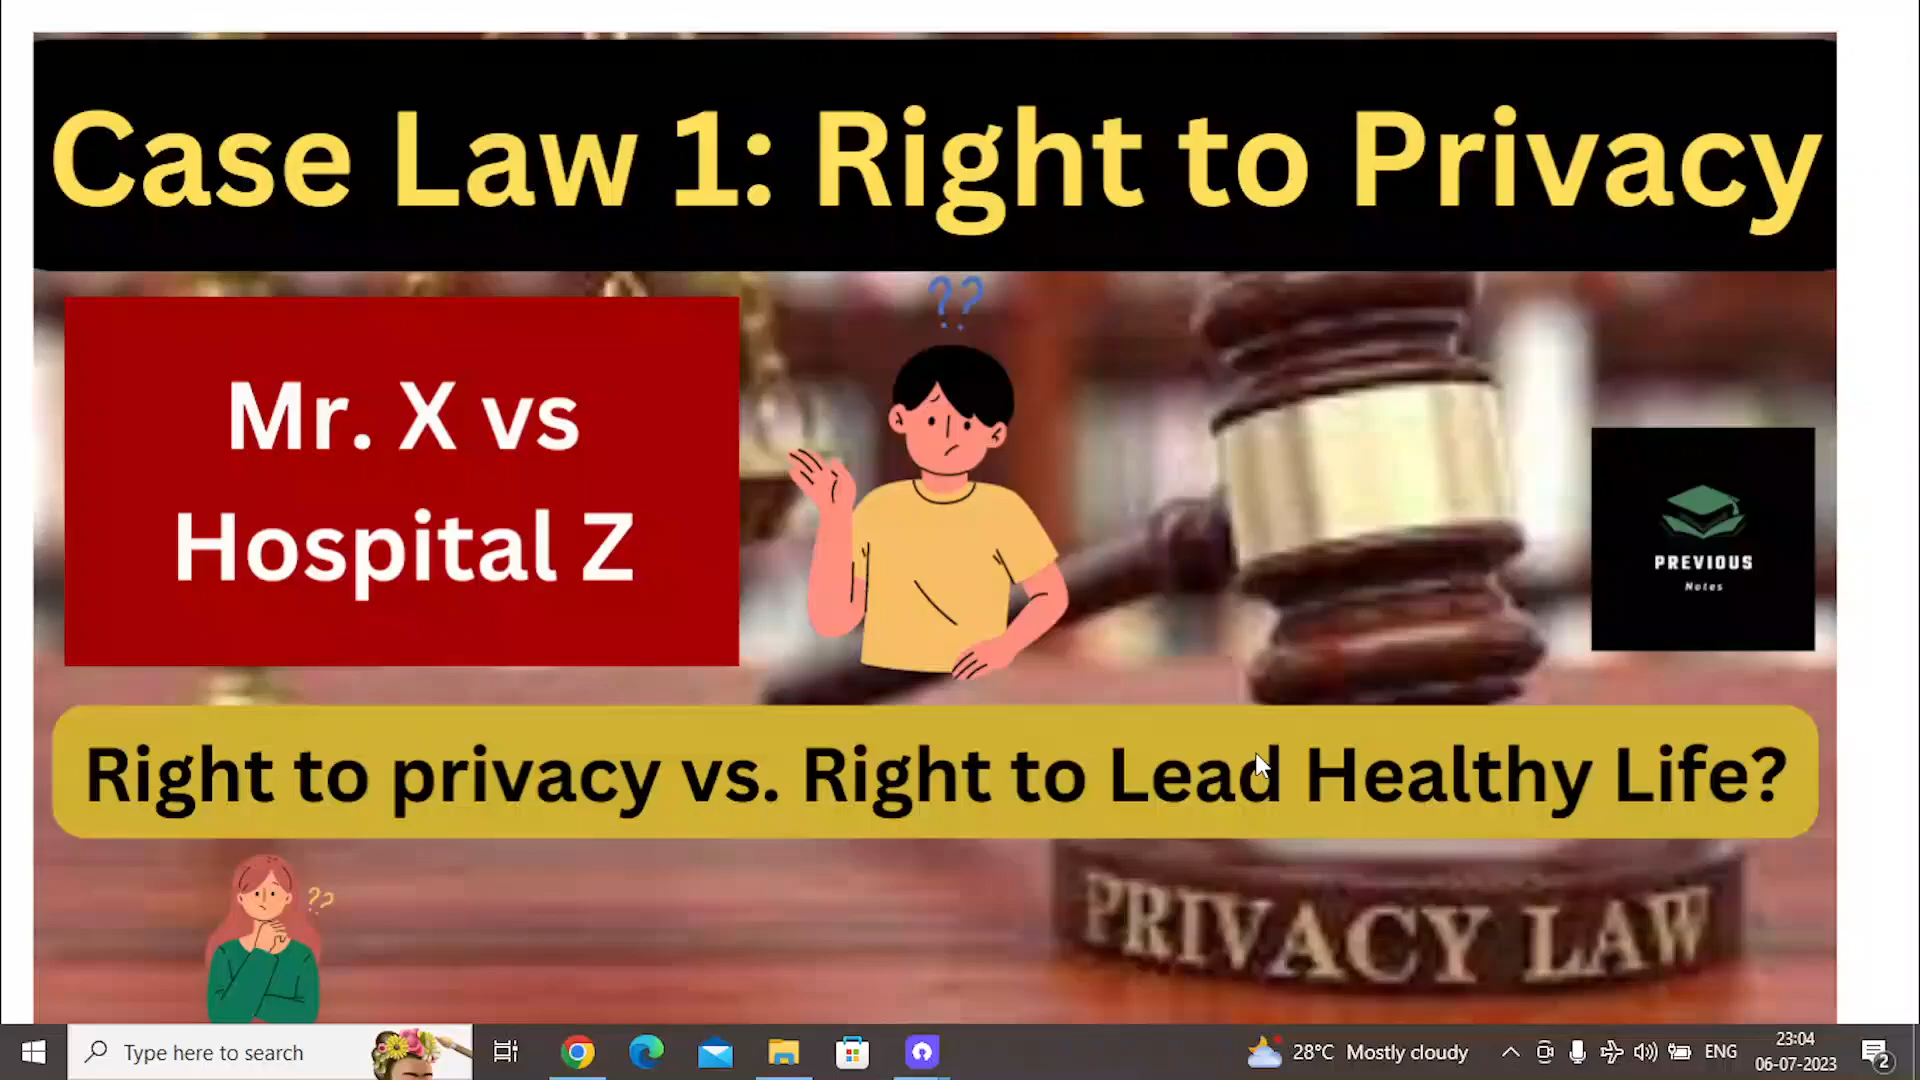 Case Law 1: Right to Privacy
??
Mr. X vs
Hospital Z
PREVIOUS
Notes
Right to privacy vs. Right to Lead Healthy Life?
??
PRIVACY LAW
Type here to search
28°C Mostly cloudy
ENG
23:04
06-07-2023
2